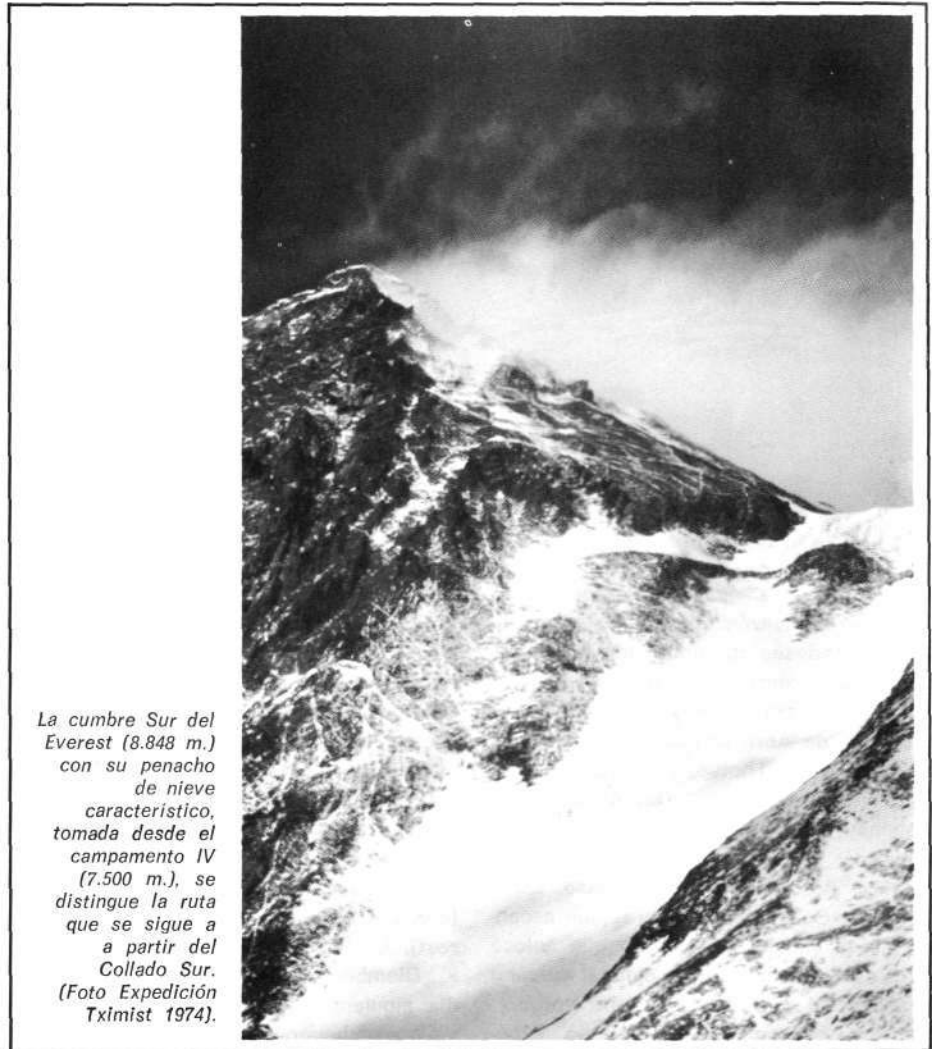 La cumbre Sur del
Everest (8.848 m.)
con su penacho
de nieve
característico,
tomada desde el
campamento IV
(7.500 m.), se
distingue la ruta
que se sigue a
a partir del
Collado Sur.
(Foto Expedición
Tximist 1974).